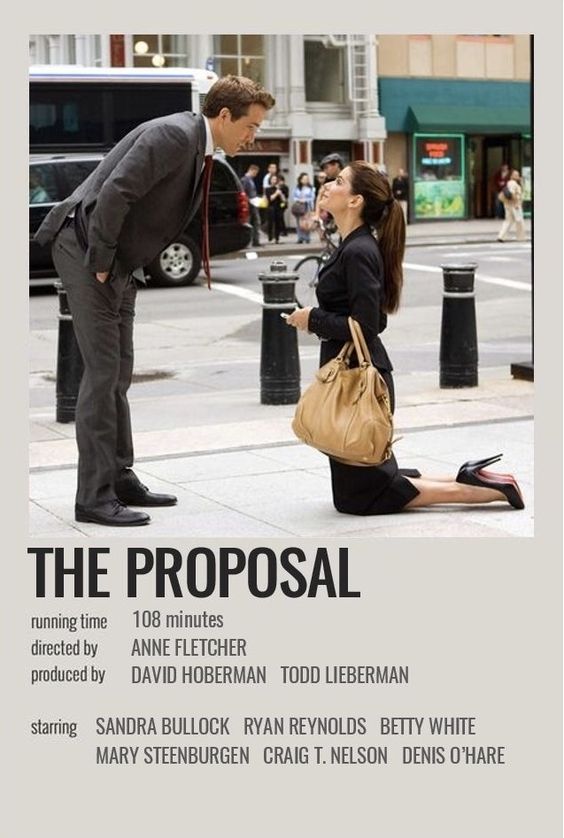 THE PROPOSAL
running time 108 minutes
directed by ANNE FLETCHER
produced by DAVID HOBERMAN TODD LIEBERMAN
starring SANDRA BULLOCK RYAN REYNOLDS BETTY WHITE
MARY STEENBURGEN CRAIG T. NELSON DENIS O'HARE